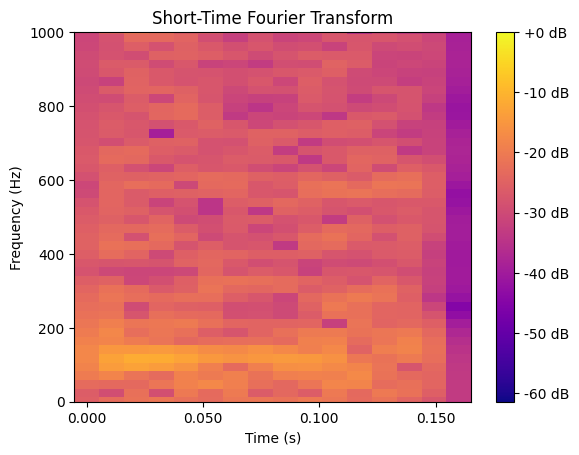 Short-Time Fourier Transform
Frequency (Hz)
1000
800
600
400
200
0
0.000
0.050
0.100
0.150
Time (s)
+0 dB
-10 dB
-20 dB
-30 dB
-40 dB
-50 dB
-60 dB